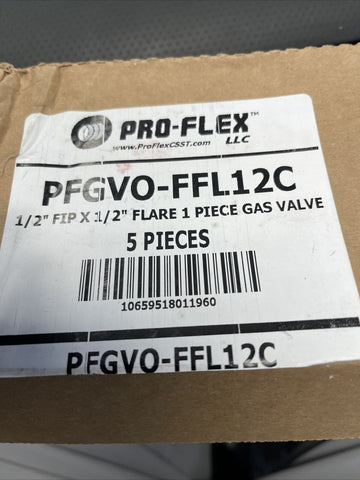 PRO-FLEX™
LLC
www.ProFlexCSST.com
PFGVO-FFL12C
1/2" FIP X 1/2" FLARE 1 PIECE GAS VALVE
5 PIECES
10659518011960
PFGVO-FFL12C